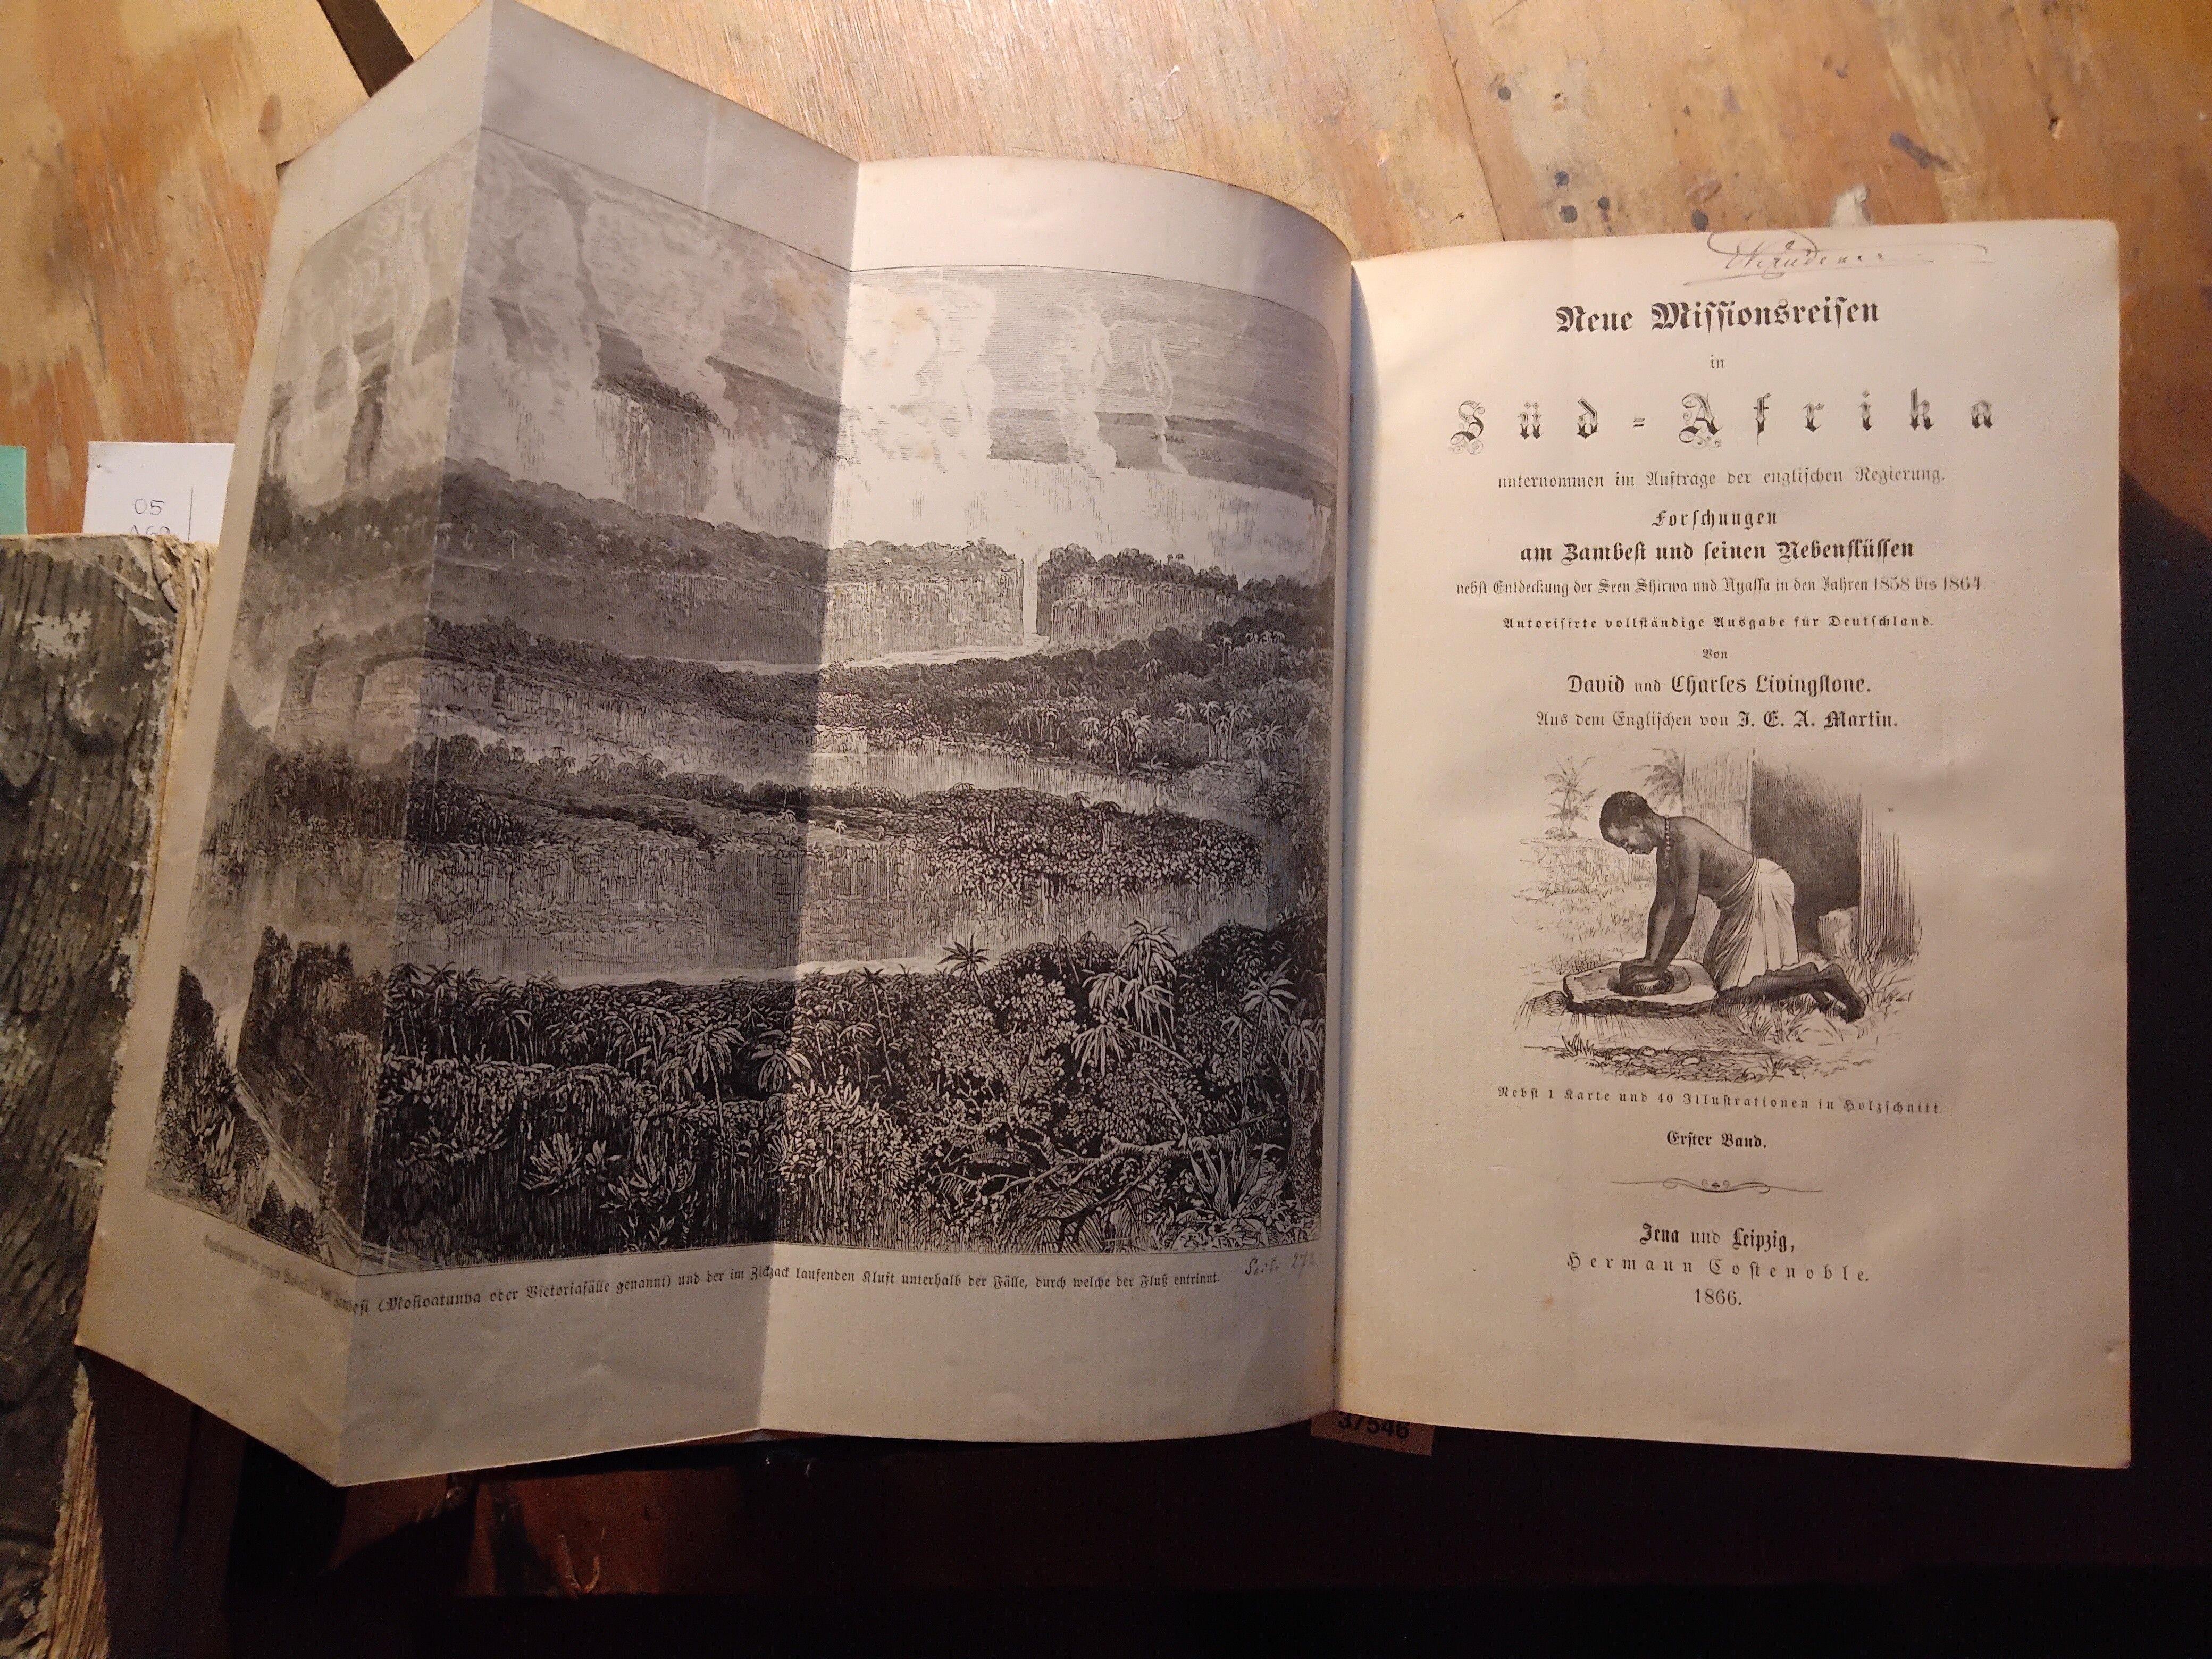 05
des Zambesi (Mosioatunya oder Victoriafälle genannt) und der im Zickzack laufenden Kluft unterhalb der Fälle, durch welche der Fluß entrinnt.
Seite
Neue Missionsreisen
in
Süd-Afrika
unternommen im Auftrage der englischen Regierung.
Forschungen
am Zambesi und seinen Nebenflüssen
nebst Entdeckung der Seen Shirwa und Nyassa in den Jahren 1858 bis 1864.
Autorisirte vollständige Ausgabe für Deutschland.
Von
David und Charles Livingstone.
Aus dem Englischen von J. E. A. Martin.
Nebst 1 Karte und 40 Illustrationen in Holzschnitt.
Erster Band.
Jena und Leipzig,
Hermann Costenoble.
1866.
37546